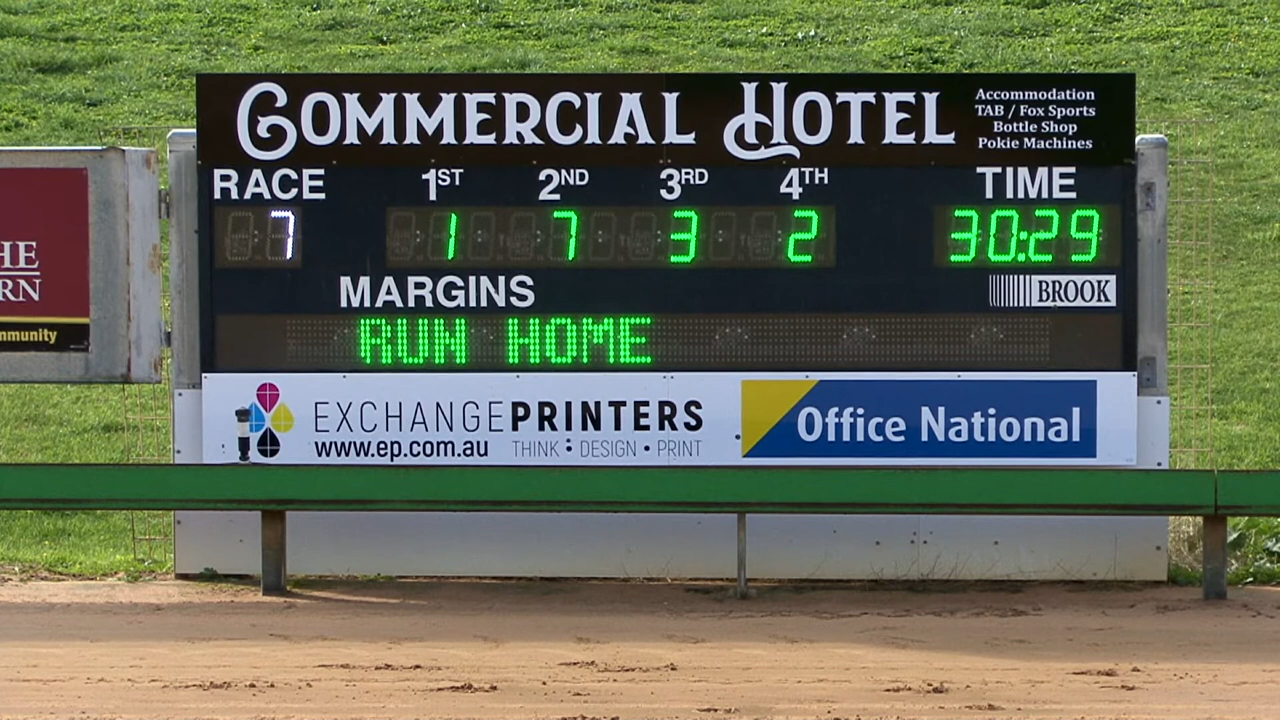 COMMERCIAL HOTEL
Accommodation
TAB / Fox Sports
Bottle Shop
Pokie Machines
RACE 1ST 2ND 3RD 4TH TIME
7 1 7 3 2 30:29
MARGINS
BROOK
RUN HOME
HE
RN
mmunity
EXCHANGEPRINTERS
www.ep.com.au THINK : DESIGN • PRINT
Office National